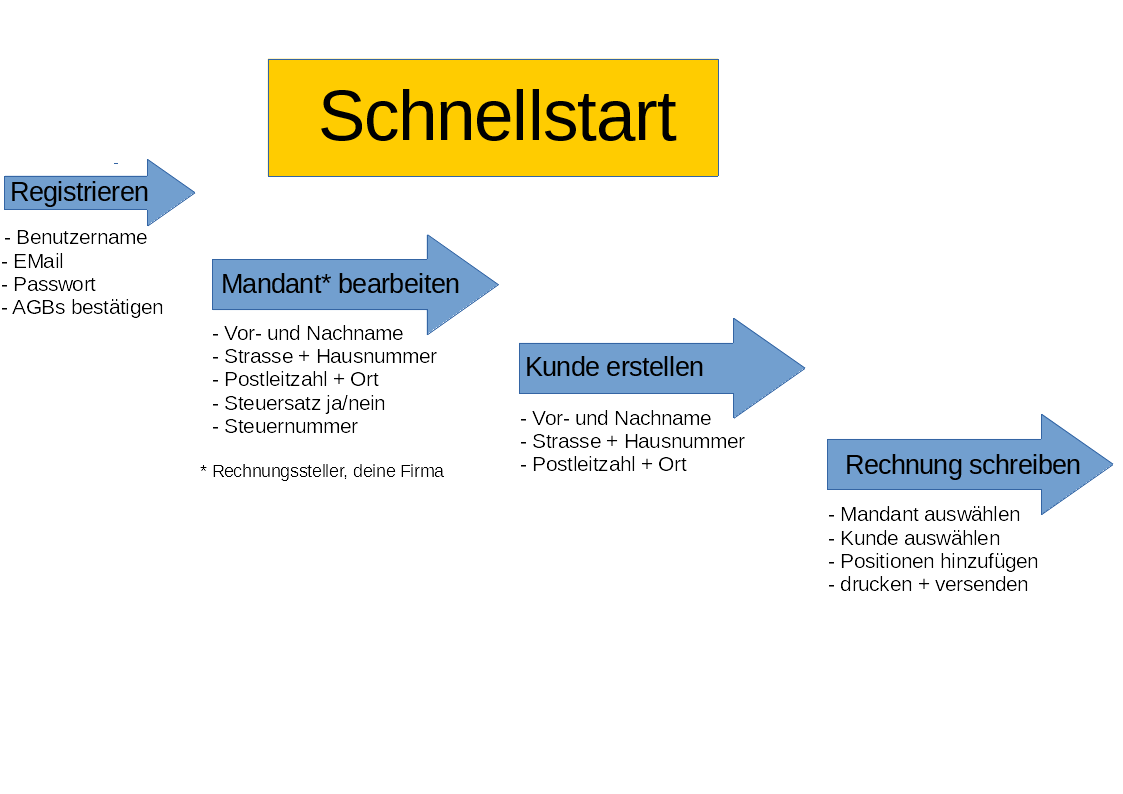 Schnellstart
Registrieren
- Benutzername
- EMail
- Passwort
- AGBs bestätigen
Mandant* bearbeiten
- Vor- und Nachname
- Strasse + Hausnummer
- Postleitzahl + Ort
- Steuersatz ja/nein
- Steuernummer
* Rechnungssteller, deine Firma
Kunde erstellen
- Vor- und Nachname
- Strasse + Hausnummer
- Postleitzahl + Ort
Rechnung schreiben
- Mandant auswählen
- Kunde auswählen
- Positionen hinzufügen
- drucken + versenden